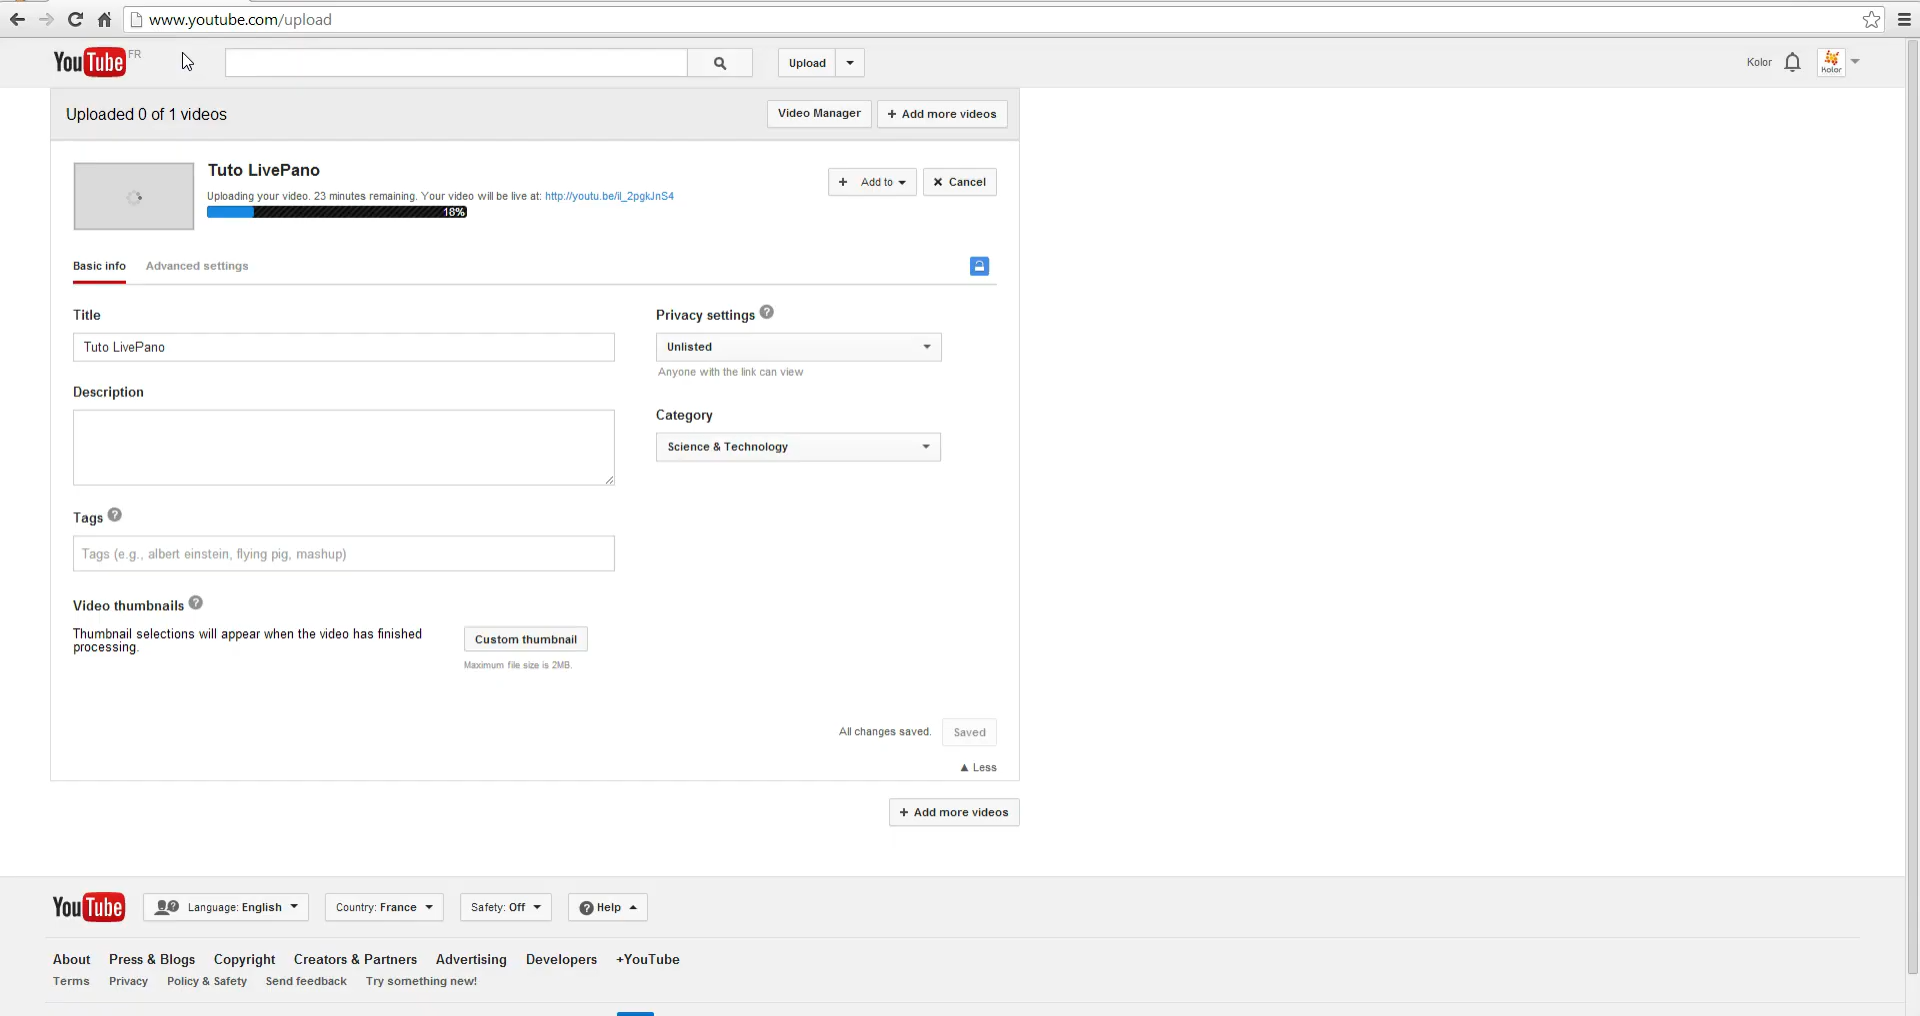 www.youtube.com/upload
YouTube FR
Upload
Kolor
Kolor
Uploaded 0 of 1 videos
Video Manager
+ Add more videos
Tuto LivePano
Uploading your video. 23 minutes remaining. Your video will be live at: http://youtu.be/il_2pgkJnS4
18%
+ Add to
× Cancel
Basic info
Advanced settings
Title
Tuto LivePano
Privacy settings ?
Unlisted
Anyone with the link can view
Description
Category
Science & Technology
Tags ?
Tags (e.g., albert einstein, flying pig, mashup)
Video thumbnails ?
Thumbnail selections will appear when the video has finished
processing.
Custom thumbnail
Maximum file size is 2MB.
All changes saved.
Saved
▲ Less
+ Add more videos
YouTube
Language: English
Country: France
Safety: Off
? Help
About Press & Blogs Copyright Creators & Partners Advertising Developers +YouTube
Terms Privacy Policy & Safety Send feedback Try something new!